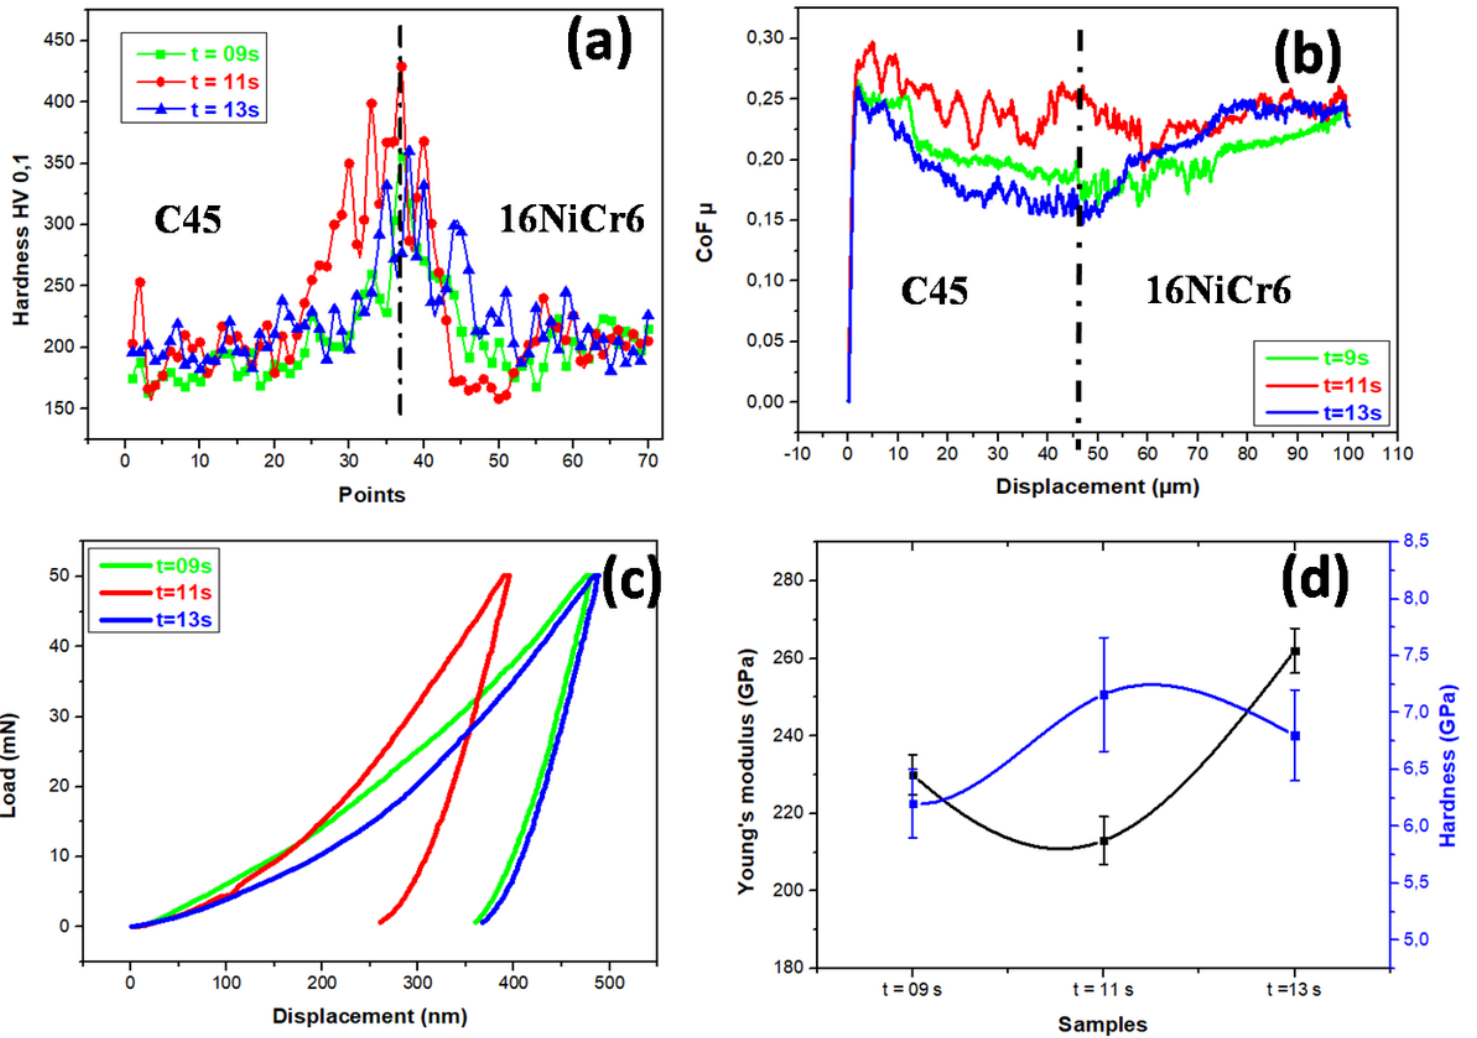 (a)
450
400
350
300
250
200
150
Hardness HV 0,1
t = 09s
t = 11s
t = 13s
C45
16NiCr6
0
10
20
30
40
50
60
70
Points
(b)
0,30
0,25
0,20
0,15
0,10
0,05
0,00
CoF µ
C45
16NiCr6
t=9s
t=11s
t=13s
-10
0
10
20
30
40
50
60
70
80
90
100
110
Displacement (µm)
(c)
t=09s
t=11s
t=13s
50
40
30
20
10
0
Load (mN)
0
100
200
300
400
500
Displacement (nm)
(d)
280
260
240
220
200
180
Young's modulus (GPa)
8,5
8,0
7,5
7,0
6,5
6,0
5,5
5,0
Hardness (GPa)
t = 09 s
t = 11 s
t =13 s
Samples